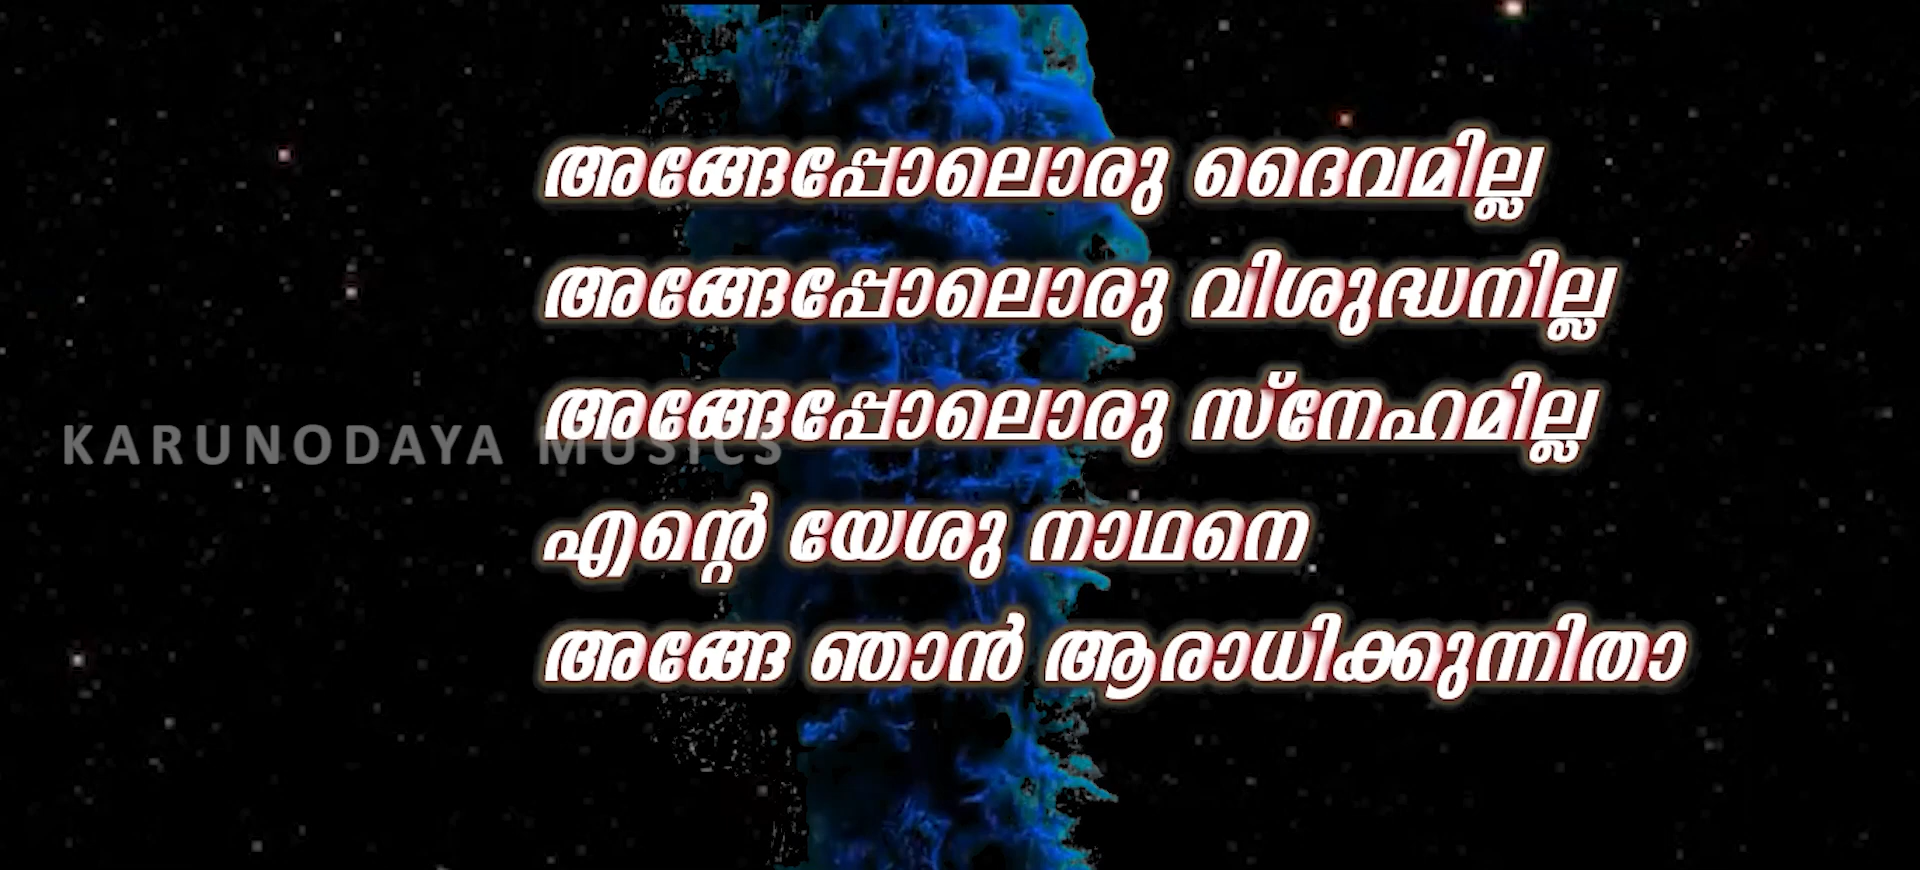 അങ്ങേപ്പോലൊരു ദൈവമില്ല
അങ്ങേപ്പോലൊരു വിശുദ്ധനില്ല
അങ്ങേപ്പോലൊരു സ്നേഹമില്ല
KARUNODAYA MUSICS
എന്റെ യേശു നാഥനെ
അങ്ങേ ഞാൻ ആരാധിക്കുന്നിതാ